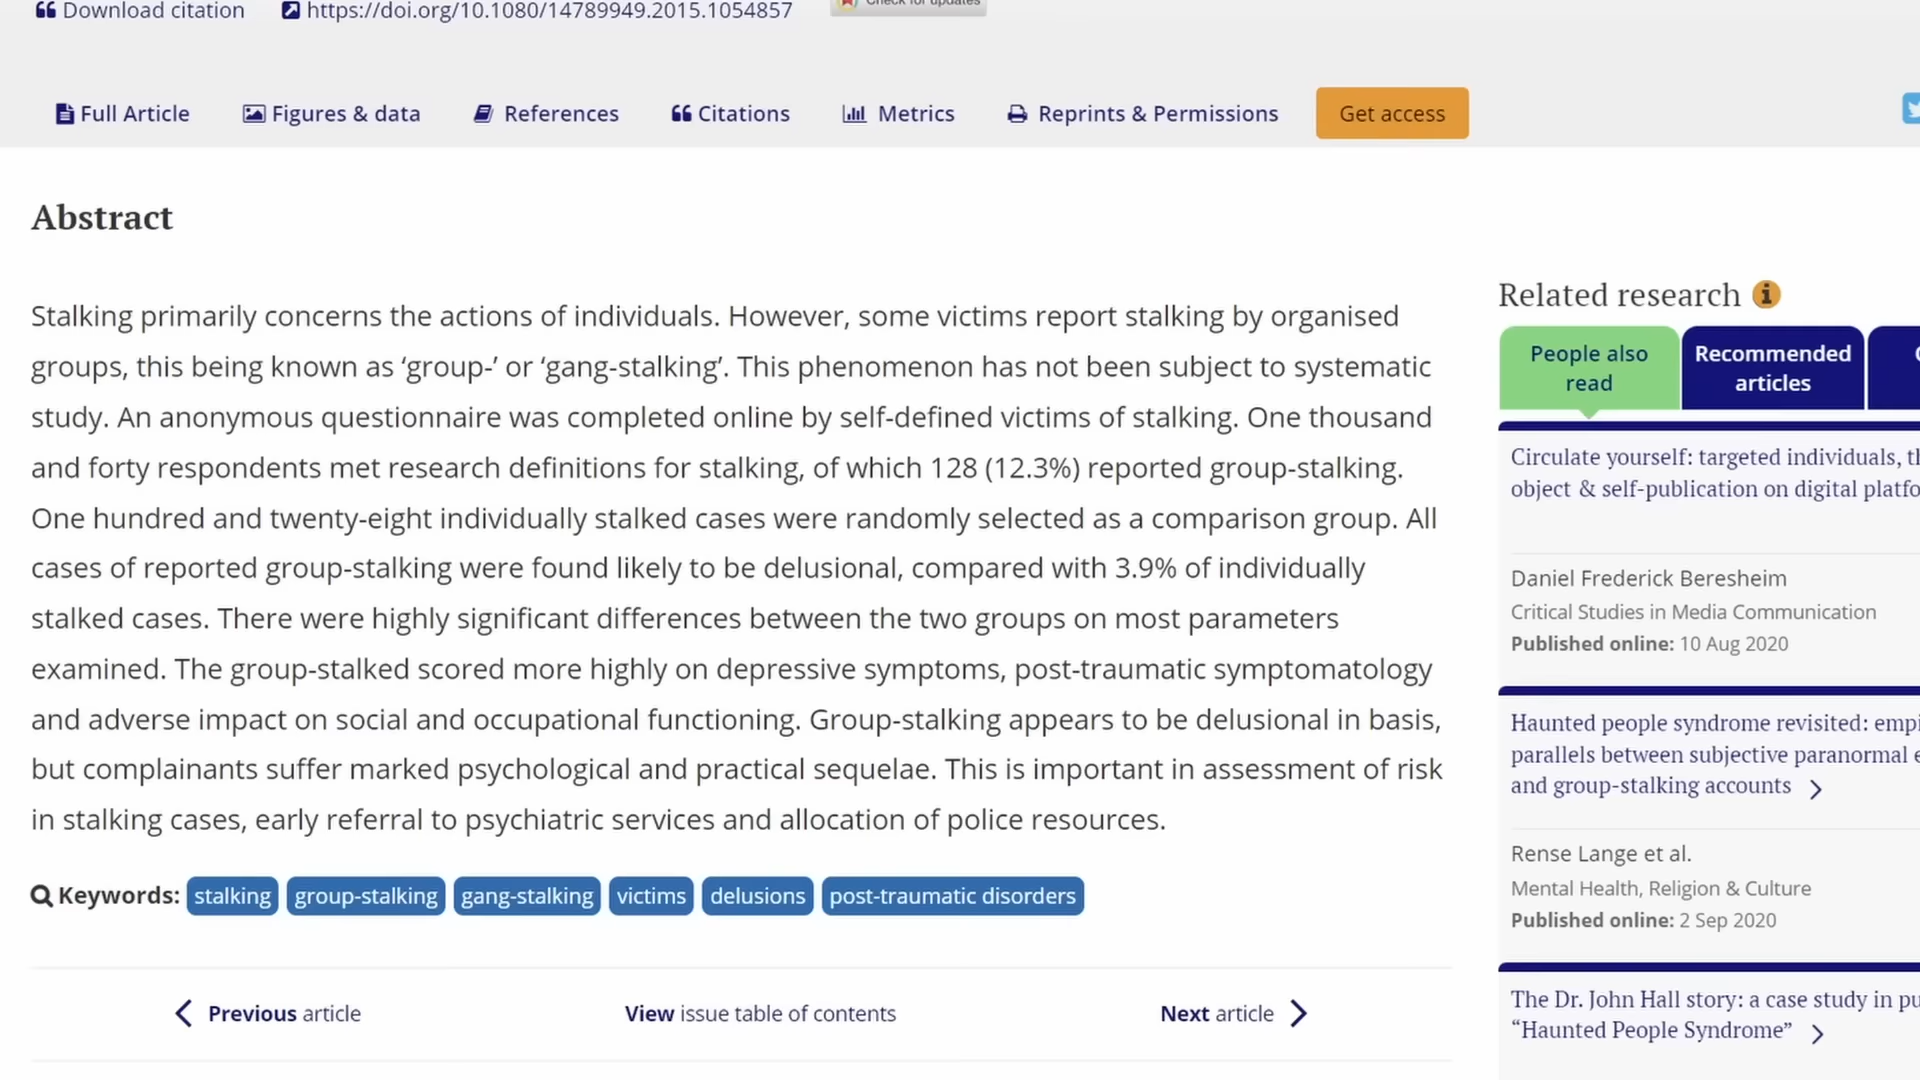 Download citation https://doi.org/10.1080/14789949.2015.1054857 Check for updates
Full Article Figures & data References Citations Metrics Reprints & Permissions Get access
Abstract
Stalking primarily concerns the actions of individuals. However, some victims report stalking by organised
groups, this being known as ‘group-’ or ‘gang-stalking’. This phenomenon has not been subject to systematic
study. An anonymous questionnaire was completed online by self-defined victims of stalking. One thousand
and forty respondents met research definitions for stalking, of which 128 (12.3%) reported group-stalking.
One hundred and twenty-eight individually stalked cases were randomly selected as a comparison group. All
cases of reported group-stalking were found likely to be delusional, compared with 3.9% of individually
stalked cases. There were highly significant differences between the two groups on most parameters
examined. The group-stalked scored more highly on depressive symptoms, post-traumatic symptomatology
and adverse impact on social and occupational functioning. Group-stalking appears to be delusional in basis,
but complainants suffer marked psychological and practical sequelae. This is important in assessment of risk
in stalking cases, early referral to psychiatric services and allocation of police resources.
Keywords: stalking group-stalking gang-stalking victims delusions post-traumatic disorders
Previous article View issue table of contents Next article
Related research
People also
read
Recommended
articles
Circulate yourself: targeted individuals,
object & self-publication on digital
Daniel Frederick Beresheim
Critical Studies in Media Communication
Published online: 10 Aug 2020
Haunted people syndrome revisited:
parallels between subjective paranormal
and group-stalking accounts
Rense Lange et al.
Mental Health, Religion & Culture
Published online: 2 Sep 2020
The Dr. John Hall story: a case study in
“Haunted People Syndrome”